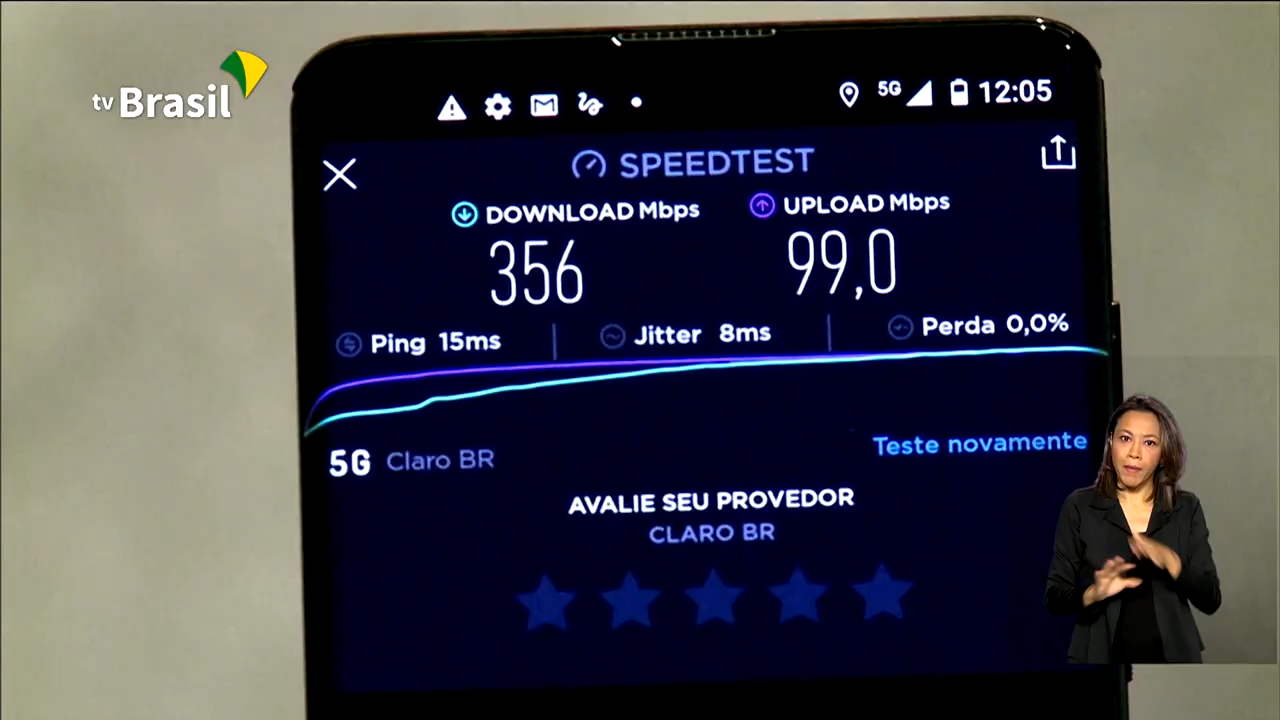 tv Brasil
5G 12:05
SPEEDTEST
DOWNLOAD Mbps UPLOAD Mbps
356 99,0
Ping 15ms Jitter 8ms Perda 0,0%
5G Claro BR Teste novamente
AVALIE SEU PROVEDOR
CLARO BR